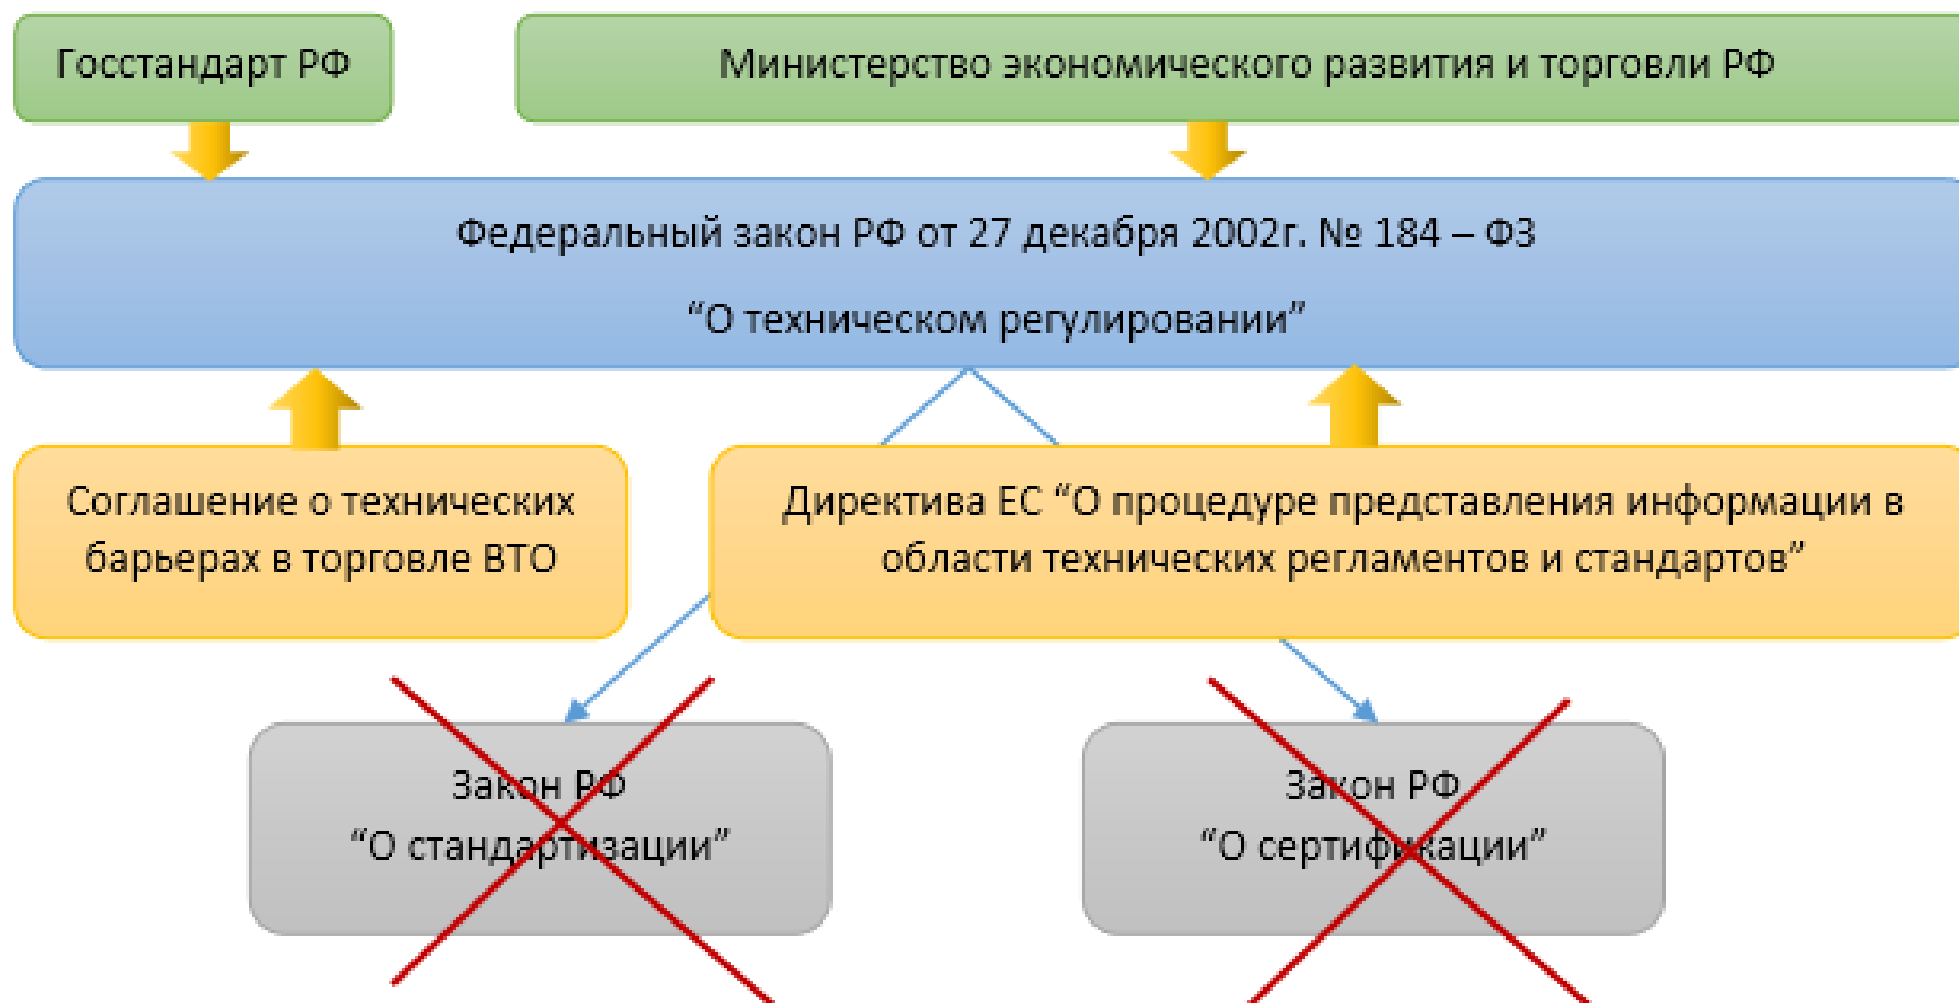 Госстандарт РФ
Министерство экономического развития и торговли РФ
Федеральный закон РФ от 27 декабря 2002г. № 184 – ФЗ
“О техническом регулировании”
Соглашение о технических
барьерах в торговле ВТО
Директива ЕС “О процедуре представления информации в
области технических регламентов и стандартов”
Закон РФ
“О стандартизации”
Закон РФ
“О сертификации”